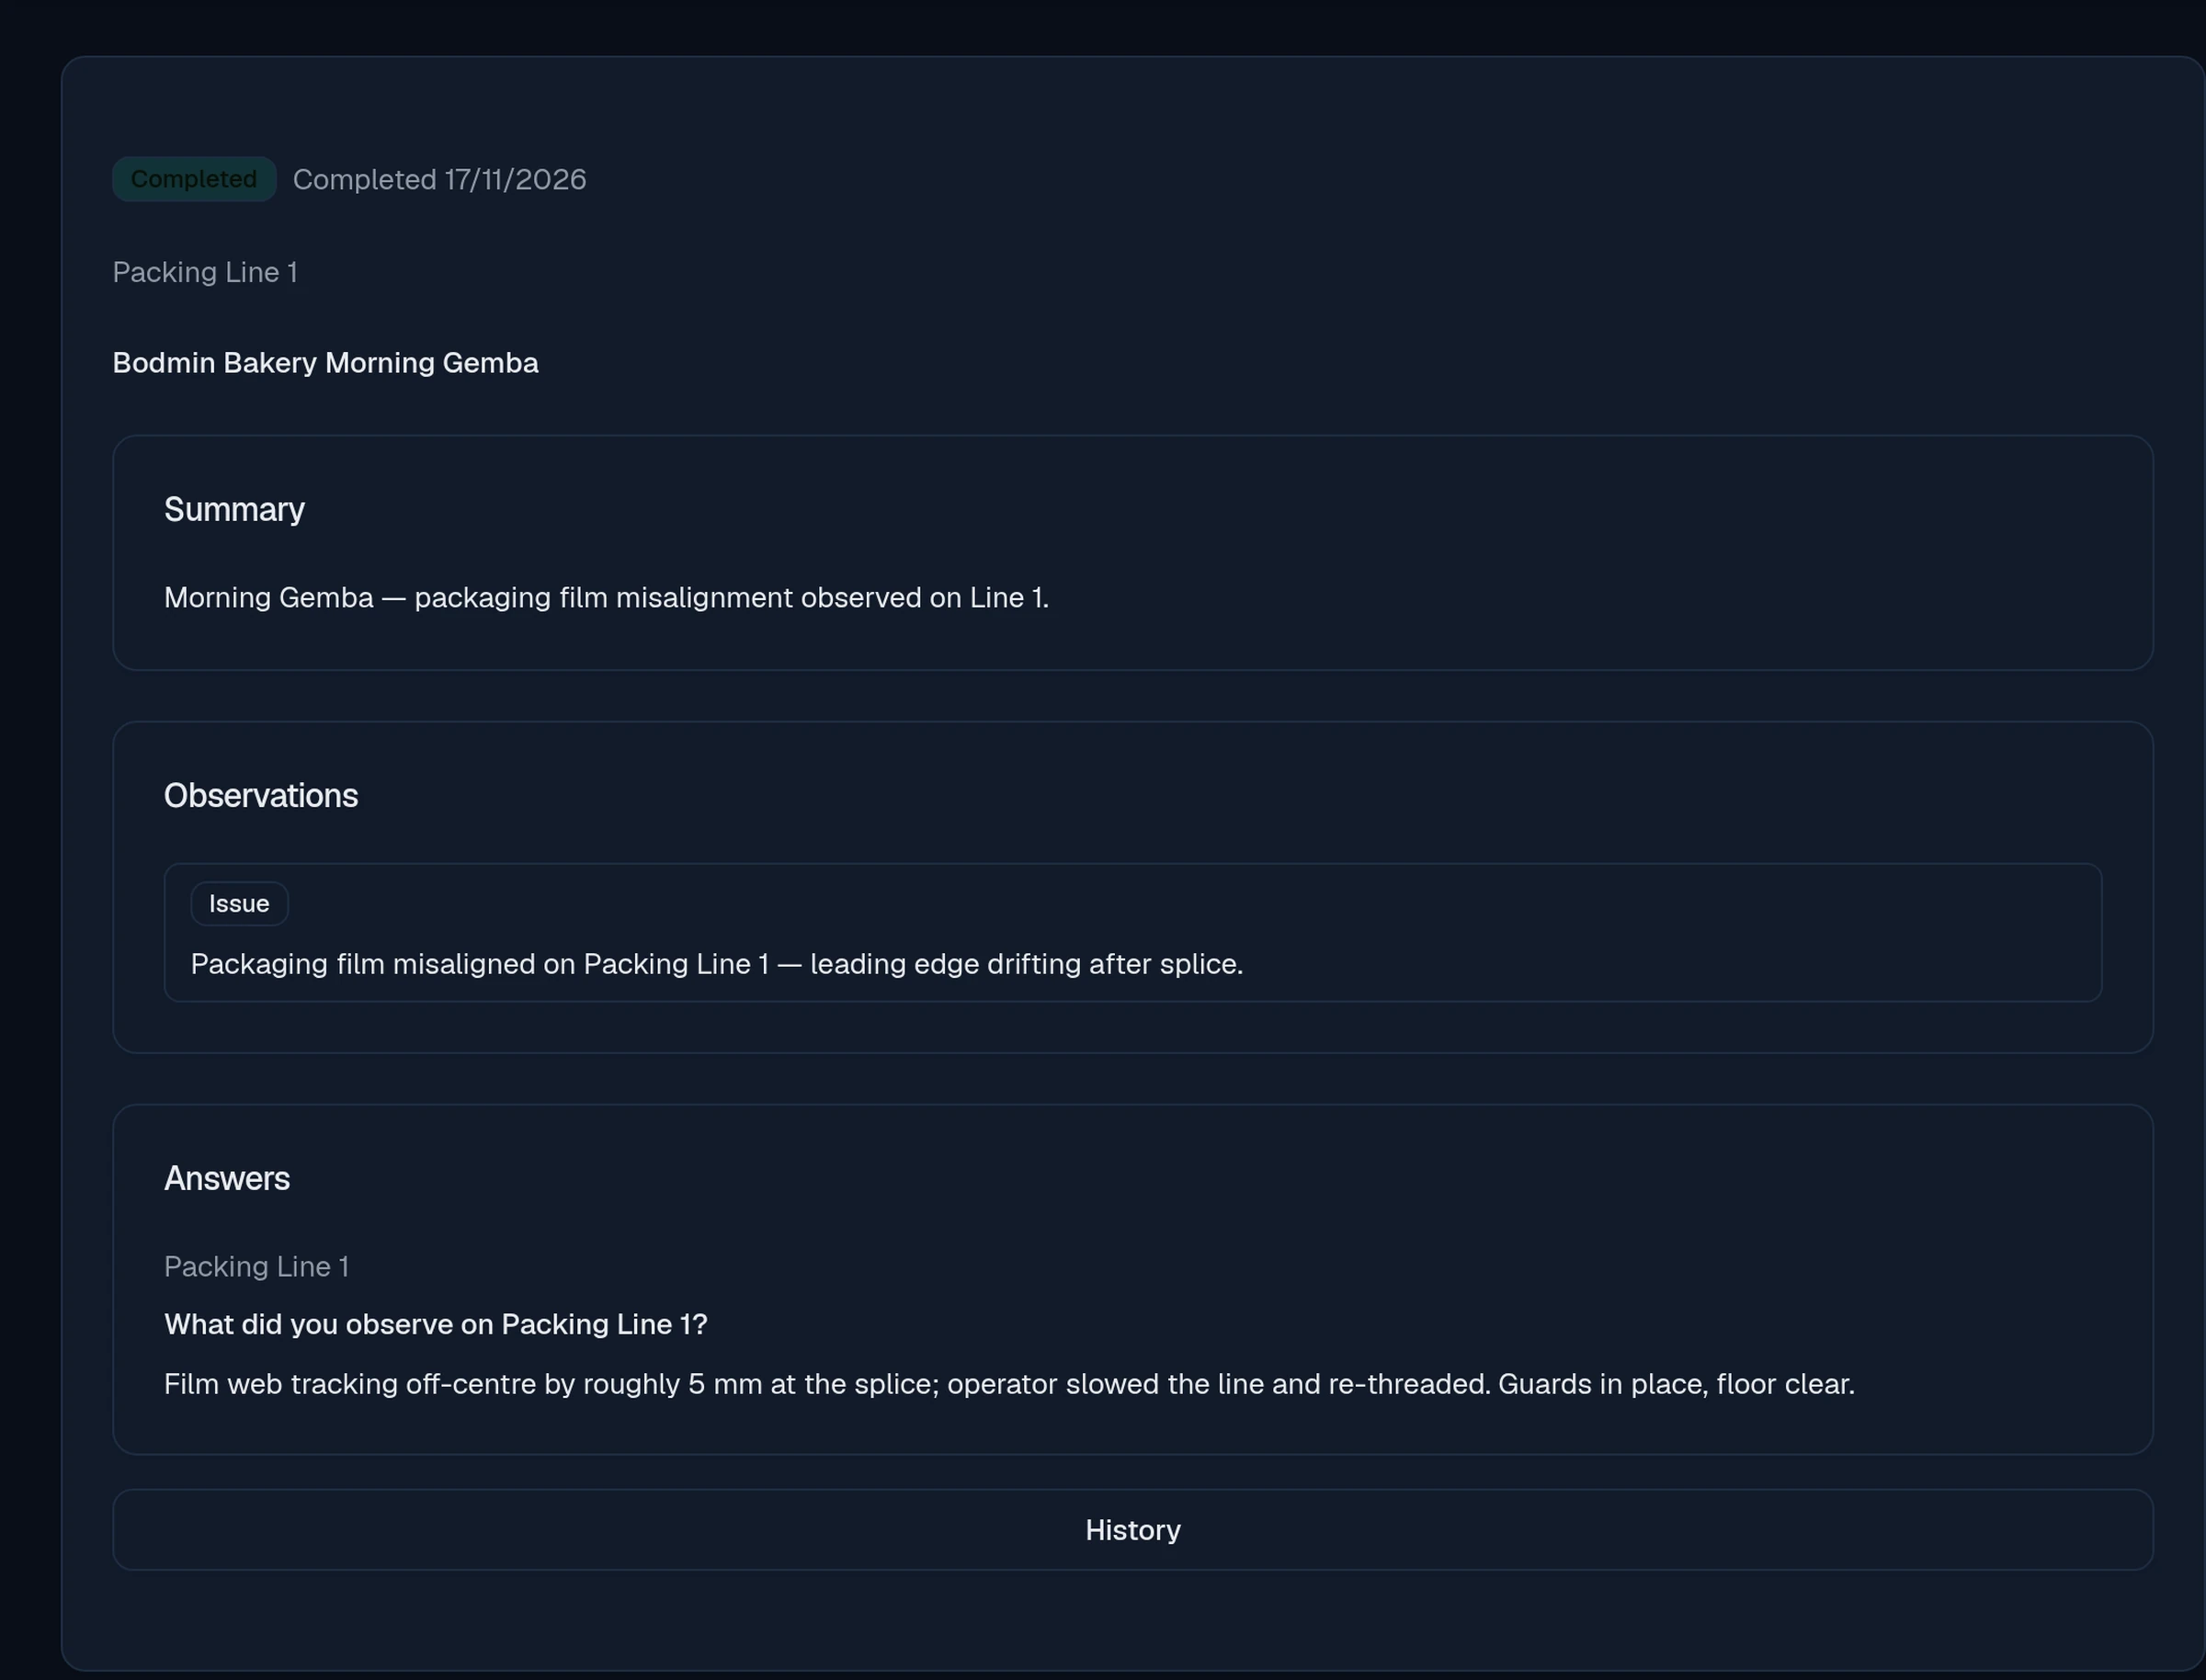 Completed Completed 17/11/2026
Packing Line 1
Bodmin Bakery Morning Gemba
Summary
Morning Gemba — packaging film misalignment observed on Line 1.
Observations
Issue
Packaging film misaligned on Packing Line 1 — leading edge drifting after splice.
Answers
Packing Line 1
What did you observe on Packing Line 1?
Film web tracking off-centre by roughly 5 mm at the splice; operator slowed the line and re-threaded. Guards in place, floor clear.
History